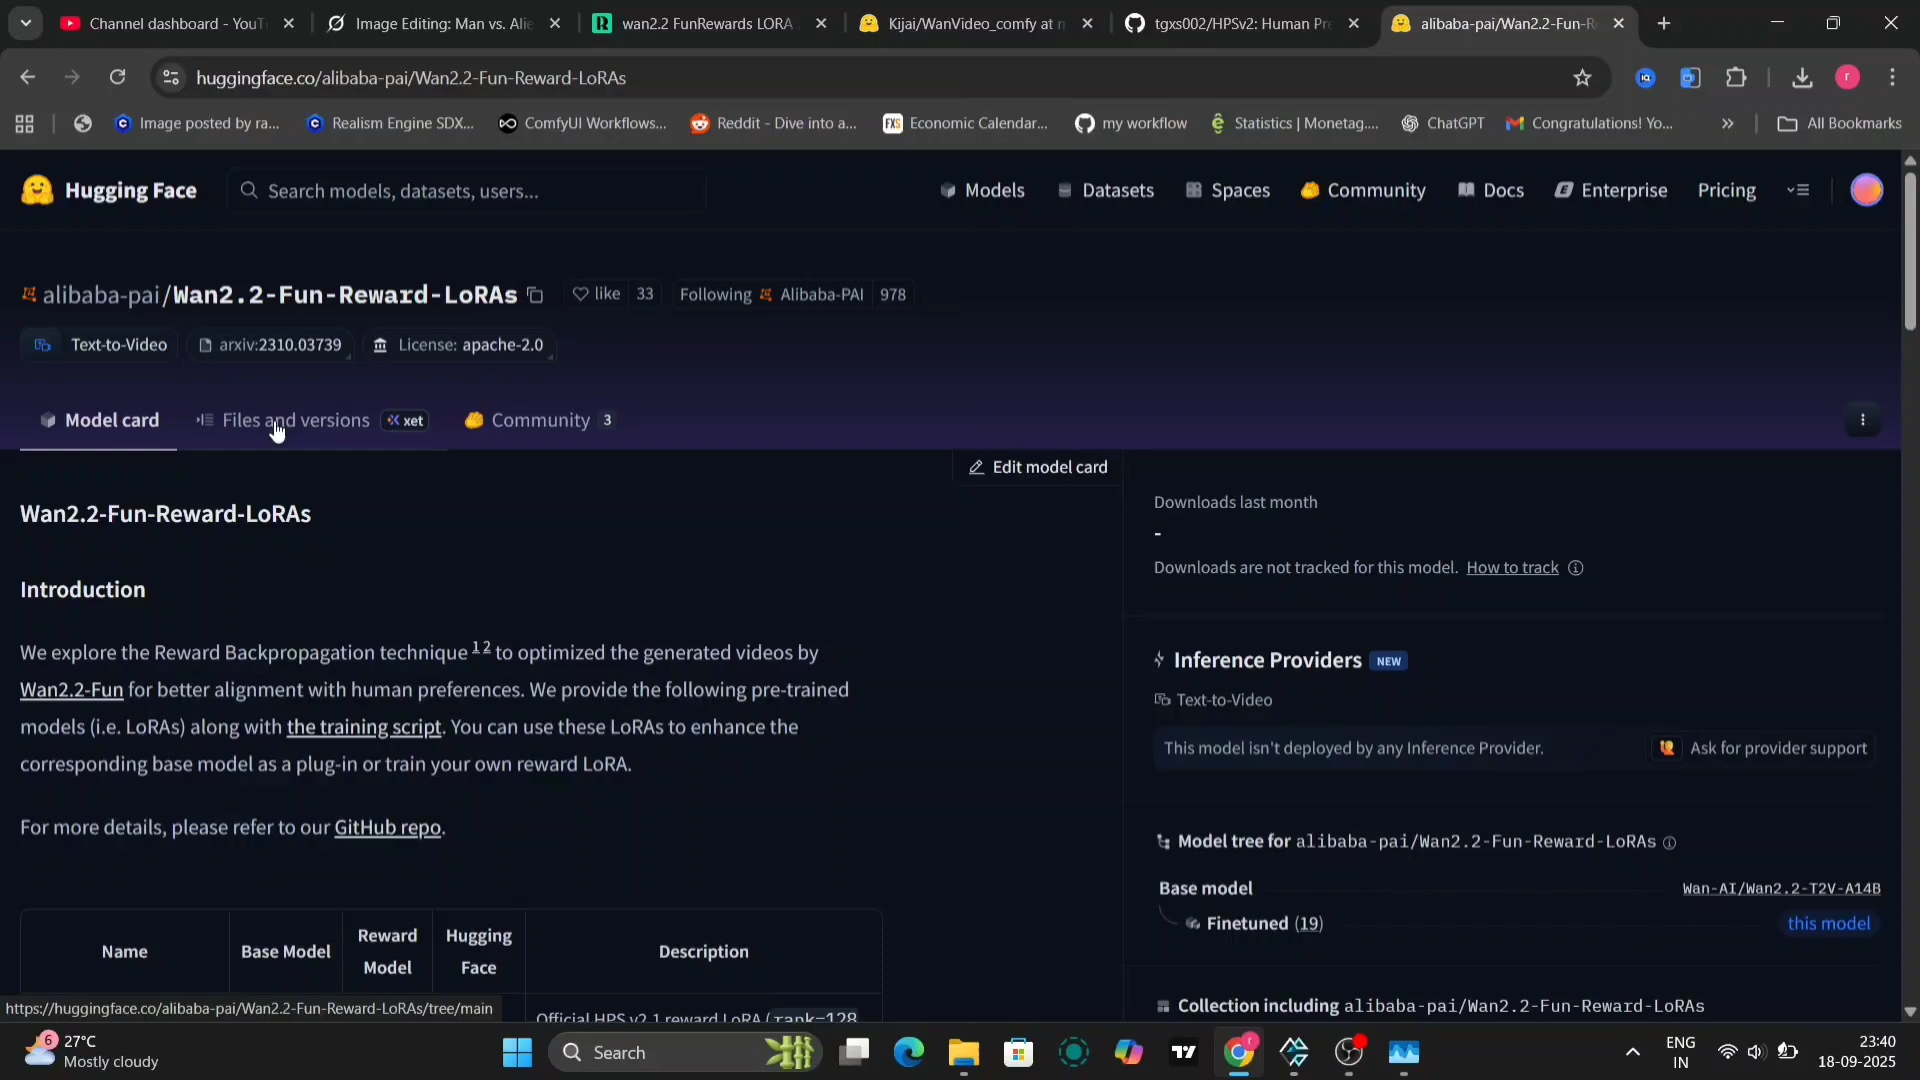 Channel dashboard - YouT
Image Editing: Man vs. Alie
wan2.2 FunRewards LORA
Kijai/WanVideo_comfy at
tgxs002/HPSv2: Human Pre
alibaba-pai/Wan2.2-Fun-R
huggingface.co/alibaba-pai/Wan2.2-Fun-Reward-LoRAs
Image posted by ra...
Realism Engine SDX...
ComfyUI Workflows...
Reddit - Dive into a...
Economic Calendar...
my workflow
Statistics | Monetag....
ChatGPT
Congratulations! Yo...
All Bookmarks
Hugging Face
Search models, datasets, users...
Models
Datasets
Spaces
Community
Docs
Enterprise
Pricing
alibaba-pai/Wan2.2-Fun-Reward-LoRAs
like 33
Following Alibaba-PAI 978
Text-to-Video
arxiv:2310.03739
License: apache-2.0
Model card
Files and versions
xet
Community 3
Edit model card
Wan2.2-Fun-Reward-LoRAs
Introduction
We explore the Reward Backpropagation technique 1 2 to optimized the generated videos by
Wan2.2-Fun for better alignment with human preferences. We provide the following pre-trained
models (i.e. LoRAs) along with the training script. You can use these LoRAs to enhance the
corresponding base model as a plug-in or train your own reward LoRA.
For more details, please refer to our GitHub repo.
Name
Base Model
Reward
Model
Hugging
Face
Description
Official HPS v2.1 reward LoRA (rank=128
Downloads last month
-
Downloads are not tracked for this model. How to track
Inference Providers NEW
Text-to-Video
This model isn't deployed by any Inference Provider.
Ask for provider support
Model tree for alibaba-pai/Wan2.2-Fun-Reward-LoRAs
Base model
Wan-AI/Wan2.2-T2V-A14B
Finetuned (19)
this model
Collection including alibaba-pai/Wan2.2-Fun-Reward-LoRAs
https://huggingface.co/alibaba-pai/Wan2.2-Fun-Reward-LoRAs/tree/main
6
27°C
Mostly cloudy
Search
ENG
IN
23:40
18-09-2025